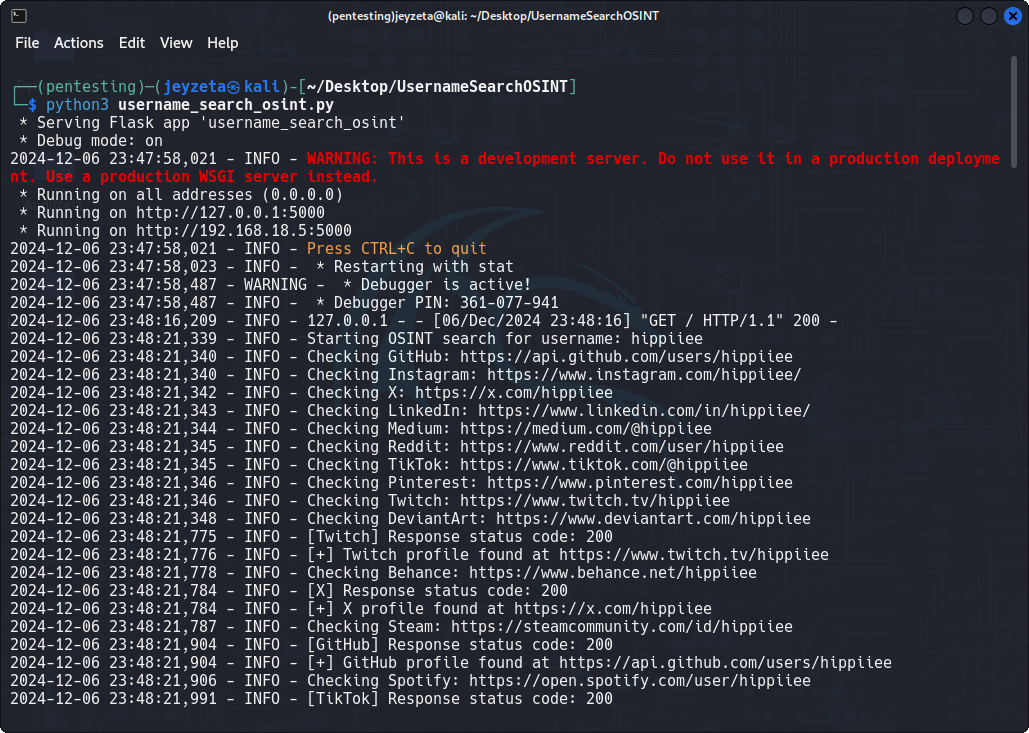 (pentesting)jeyzeta@kali: ~/Desktop/UsernameSearchOSINT
File Actions Edit View Help
┌──(pentesting)─(jeyzeta㉿kali)-[~/Desktop/UsernameSearchOSINT]
└─$ python3 username_search_osint.py
 * Serving Flask app 'username_search_osint'
 * Debug mode: on
2024-12-06 23:47:58,021 - INFO - WARNING: This is a development server. Do not use it in a production deployme
nt. Use a production WSGI server instead.
 * Running on all addresses (0.0.0.0)
 * Running on http://127.0.0.1:5000
 * Running on http://192.168.18.5:5000
2024-12-06 23:47:58,021 - INFO - Press CTRL+C to quit
2024-12-06 23:47:58,023 - INFO -  * Restarting with stat
2024-12-06 23:47:58,487 - WARNING -  * Debugger is active!
2024-12-06 23:47:58,487 - INFO -  * Debugger PIN: 361-077-941
2024-12-06 23:48:16,209 - INFO - 127.0.0.1 - - [06/Dec/2024 23:48:16] "GET / HTTP/1.1" 200 -
2024-12-06 23:48:21,339 - INFO - Starting OSINT search for username: hippiiee
2024-12-06 23:48:21,340 - INFO - Checking GitHub: https://api.github.com/users/hippiiee
2024-12-06 23:48:21,340 - INFO - Checking Instagram: https://www.instagram.com/hippiiee/
2024-12-06 23:48:21,342 - INFO - Checking X: https://x.com/hippiiee
2024-12-06 23:48:21,343 - INFO - Checking LinkedIn: https://www.linkedin.com/in/hippiiee/
2024-12-06 23:48:21,344 - INFO - Checking Medium: https://medium.com/@hippiiee
2024-12-06 23:48:21,345 - INFO - Checking Reddit: https://www.reddit.com/user/hippiiee
2024-12-06 23:48:21,345 - INFO - Checking TikTok: https://www.tiktok.com/@hippiiee
2024-12-06 23:48:21,346 - INFO - Checking Pinterest: https://www.pinterest.com/hippiiee
2024-12-06 23:48:21,346 - INFO - Checking Twitch: https://www.twitch.tv/hippiiee
2024-12-06 23:48:21,348 - INFO - Checking DeviantArt: https://www.deviantart.com/hippiiee
2024-12-06 23:48:21,775 - INFO - [Twitch] Response status code: 200
2024-12-06 23:48:21,776 - INFO - [+] Twitch profile found at https://www.twitch.tv/hippiiee
2024-12-06 23:48:21,778 - INFO - Checking Behance: https://www.behance.net/hippiiee
2024-12-06 23:48:21,784 - INFO - [X] Response status code: 200
2024-12-06 23:48:21,784 - INFO - [+] X profile found at https://x.com/hippiiee
2024-12-06 23:48:21,787 - INFO - Checking Steam: https://steamcommunity.com/id/hippiiee
2024-12-06 23:48:21,904 - INFO - [GitHub] Response status code: 200
2024-12-06 23:48:21,904 - INFO - [+] GitHub profile found at https://api.github.com/users/hippiiee
2024-12-06 23:48:21,906 - INFO - Checking Spotify: https://open.spotify.com/user/hippiiee
2024-12-06 23:48:21,991 - INFO - [TikTok] Response status code: 200